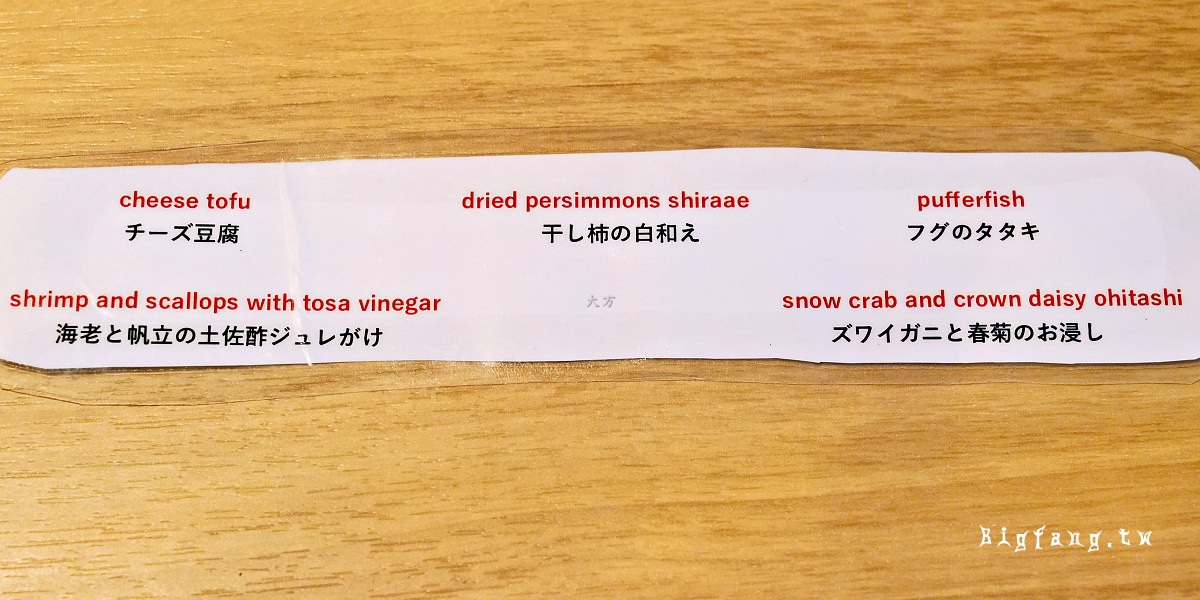 cheese tofu
チーズ豆腐
dried persimmons shiraae
干し柿の白和え
pufferfish
フグのタタキ
shrimp and scallops with tosa vinegar
海老と帆立の土佐酢ジュレがけ
大方
snow crab and crown daisy ohitashi
ズワイガニと春菊のお浸し
Bigfang.tw